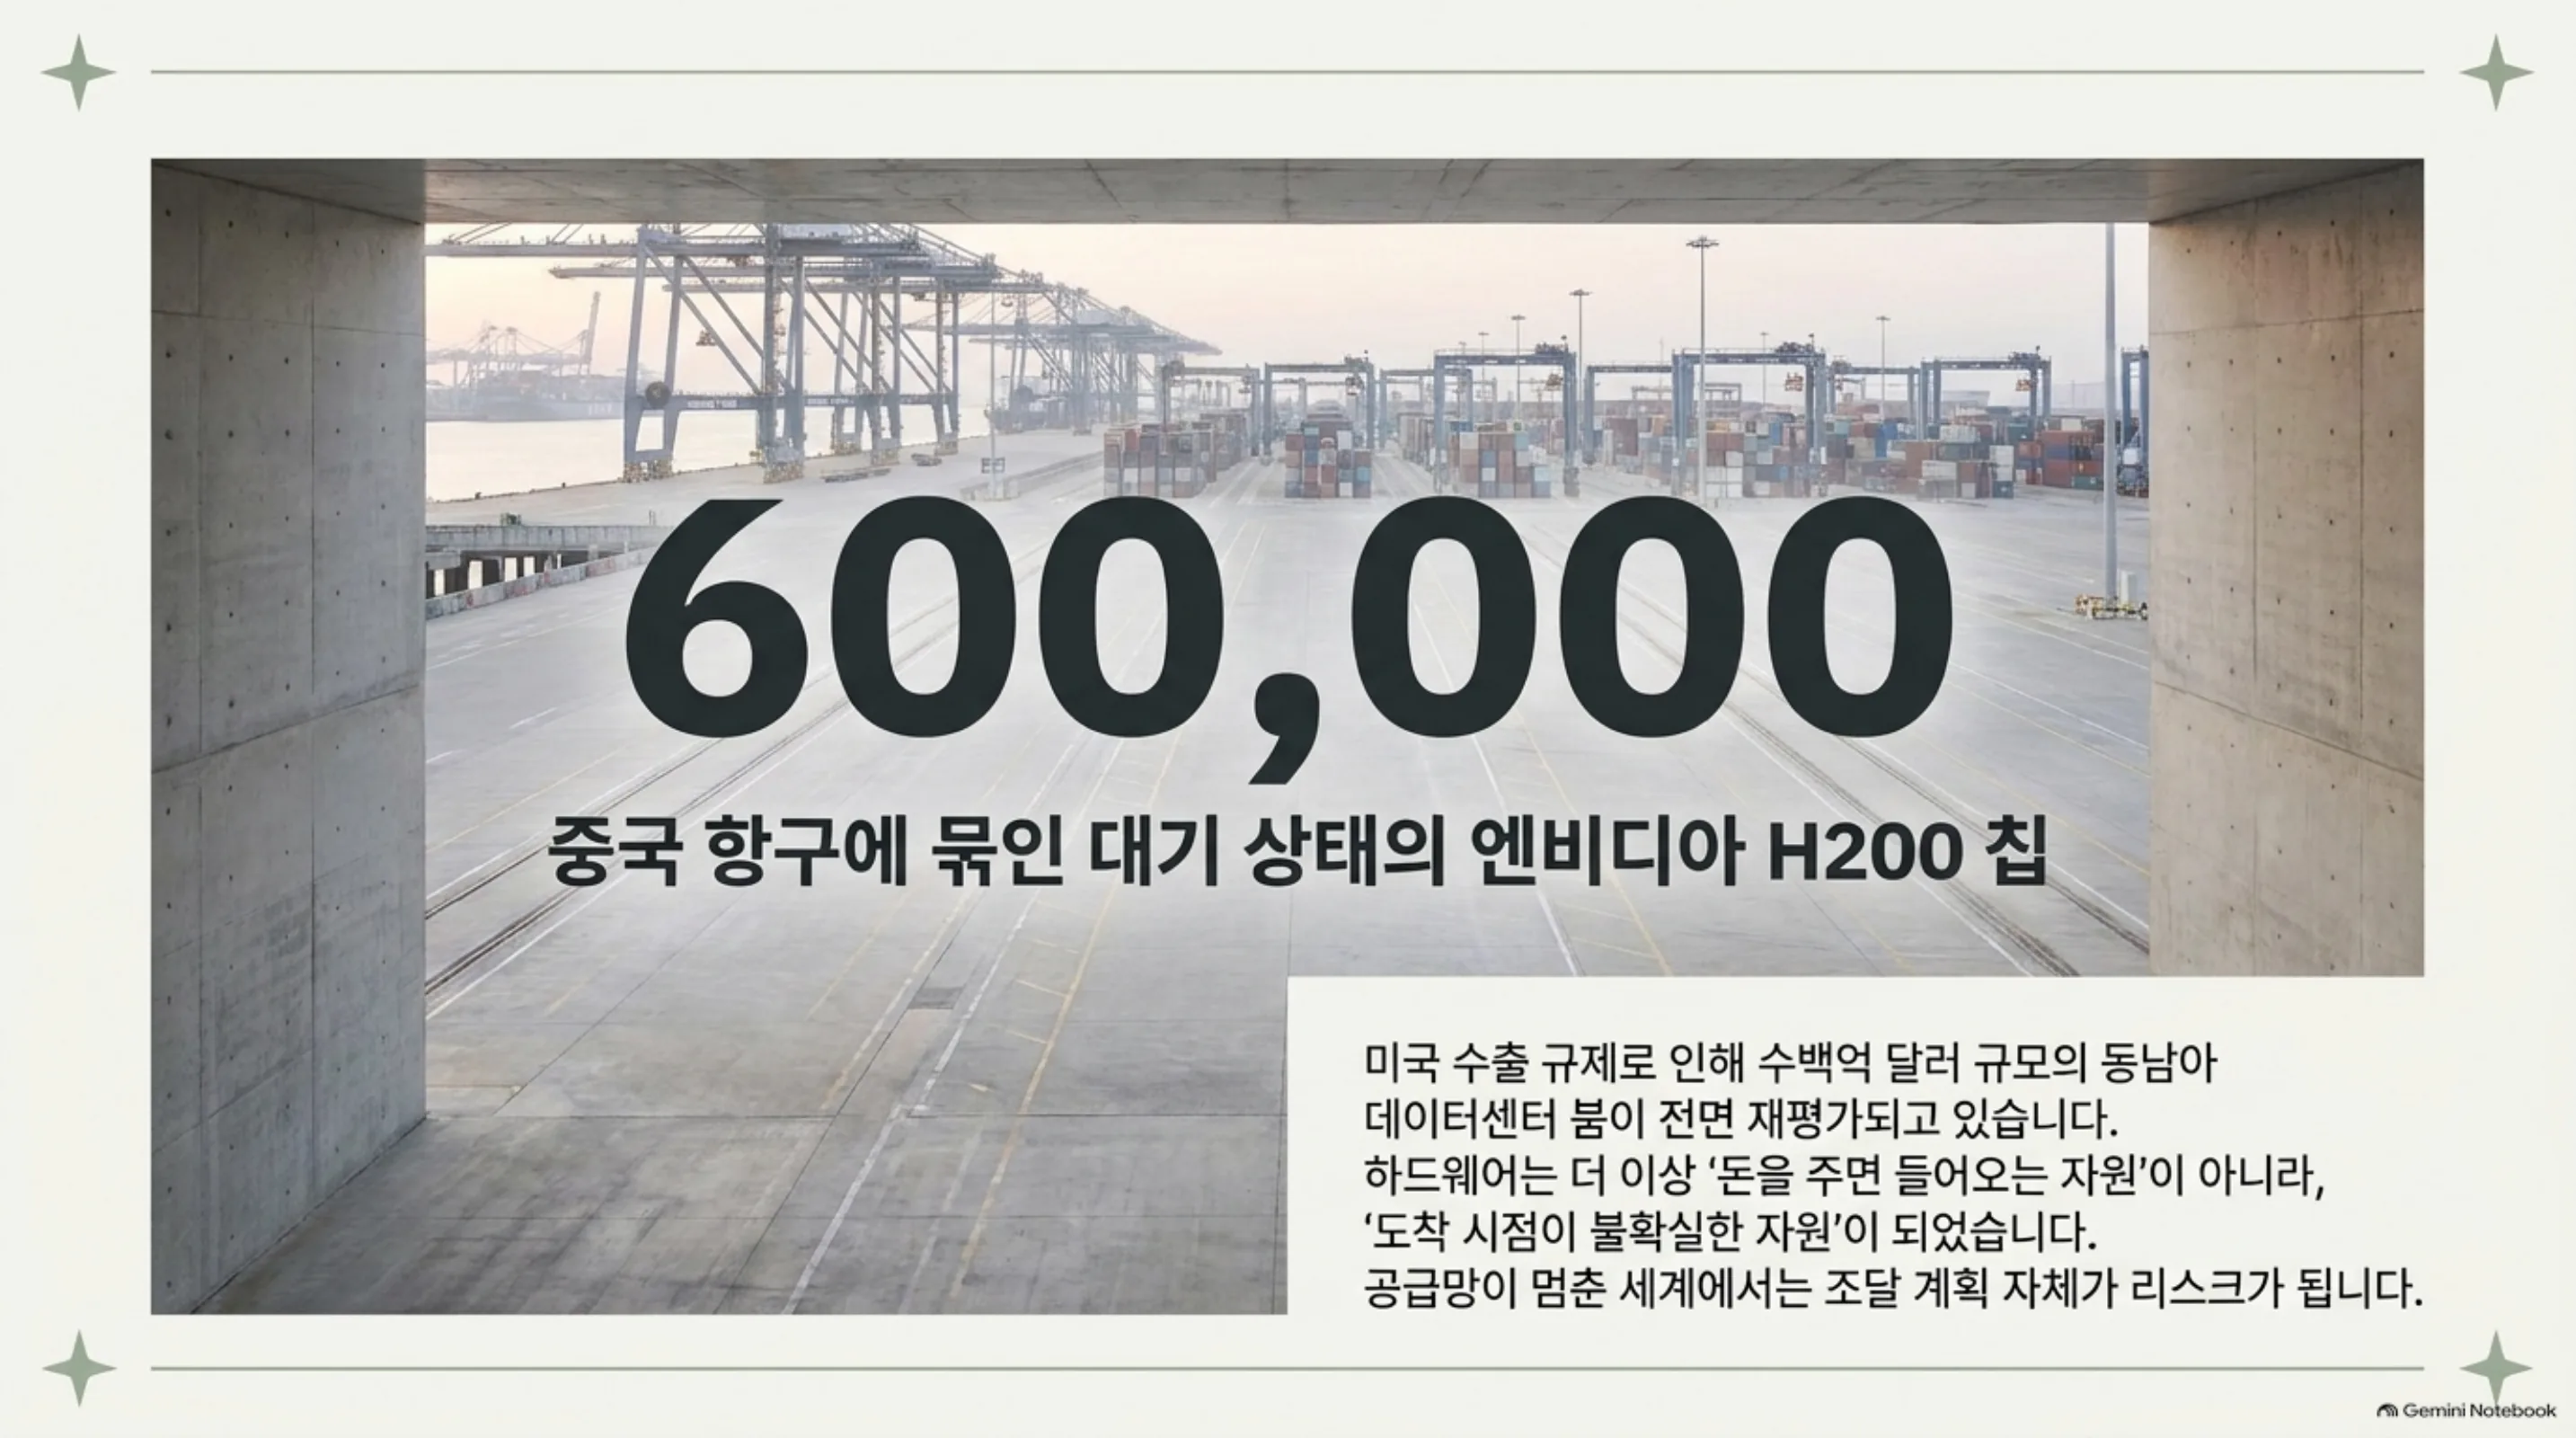 600,000
중국 항구에 묶인 대기 상태의 엔비디아 H200 칩
미국 수출 규제로 인해 수백억 달러 규모의 동남아
데이터센터 붐이 전면 재평가되고 있습니다.
하드웨어는 더 이상 ‘돈을 주면 들어오는 자원’이 아니라,
‘도착 시점이 불확실한 자원’이 되었습니다.
공급망이 멈춘 세계에서는 조달 계획 자체가 리스크가 됩니다.
Gemini Notebook